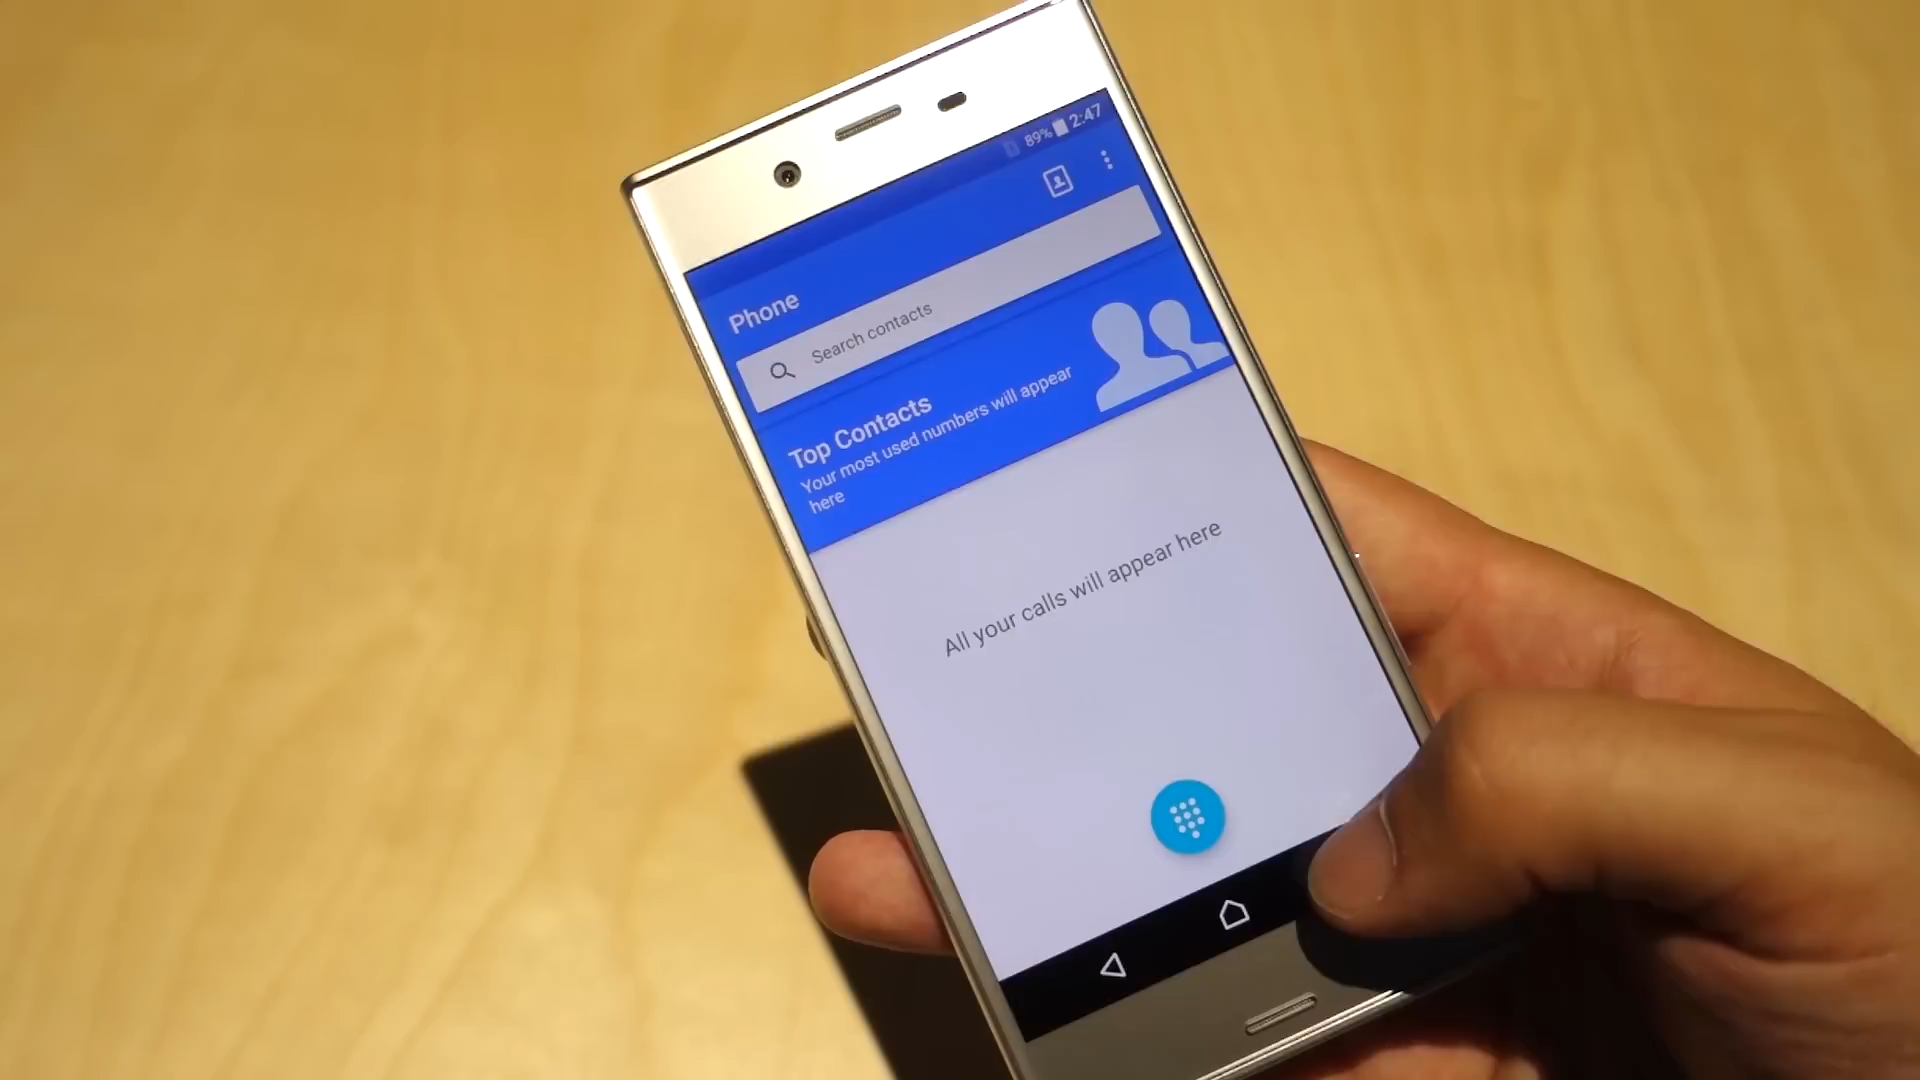 89% 2:47
Phone
Search contacts
Top Contacts
Your most used numbers will appear
here
All your calls will appear here